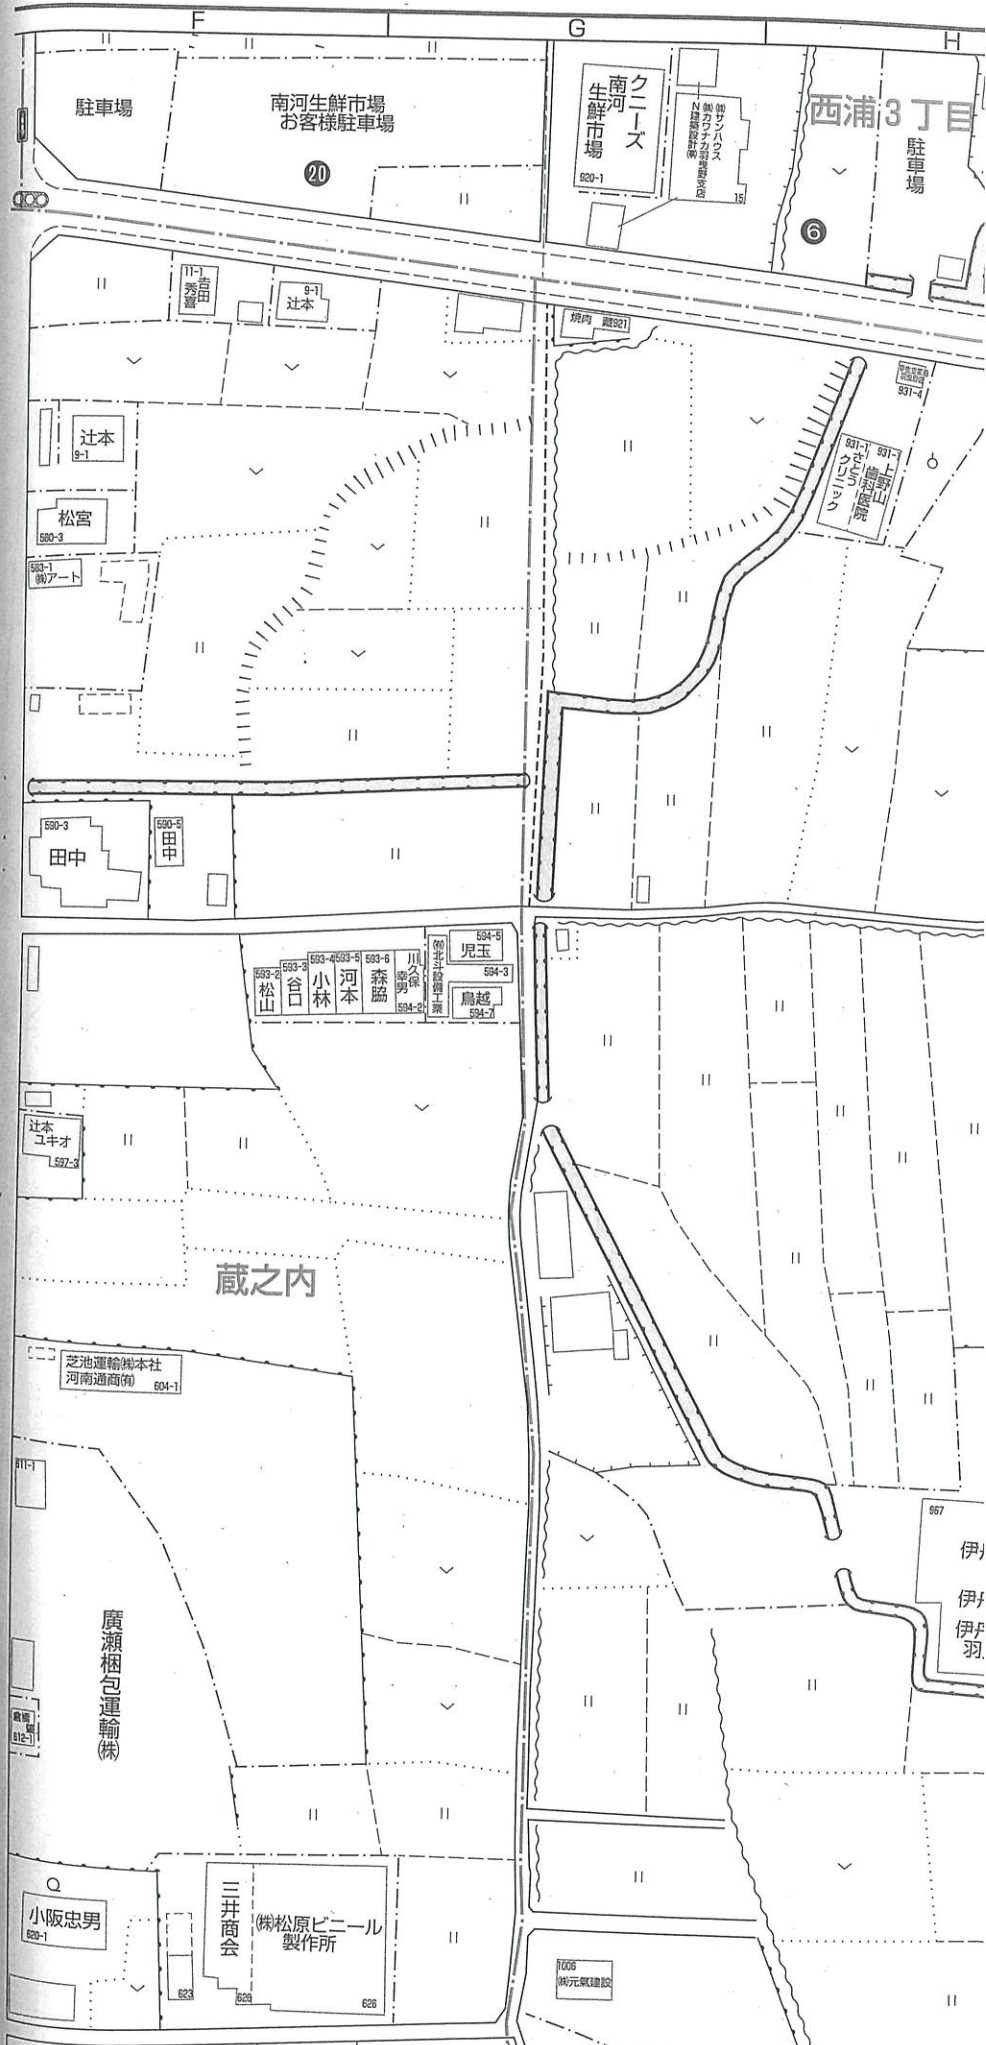 F
G
H
駐車場
南河生鮮市場
お客様駐車場
20
クニーズ
南河
生鮮市場
920-1
㈱サンハウス
㈱カワナカ羽曳野支店
N建築設計㈱
15
西浦3丁目
駐車場
6
11-1
吉田
秀喜
9-1
辻本
焼肉 蔵921
931-4
931-1
さとう
クリニック
931-1
上野山
歯科医院
辻本
9-1
松宮
580-3
583-1
㈱アート
590-3
田中
590-5
田中
593-2
松山
593-3
谷口
593-4
小林
593-5
河本
593-6
森脇
川久保
幸男
594-2
㈲北斗設備工業
594-5
児玉
594-3
鳥越
594-7
辻本
ユキオ
597-3
蔵之内
芝池運輸㈱本社
河南通商㈲
604-1
611-1
967
伊丹
伊丹
羽
廣瀬梱包運輸㈱
612-1
小阪忠男
620-1
623
三井商会
628
㈱松原ビニール
製作所
626
1006
㈱元氣建設